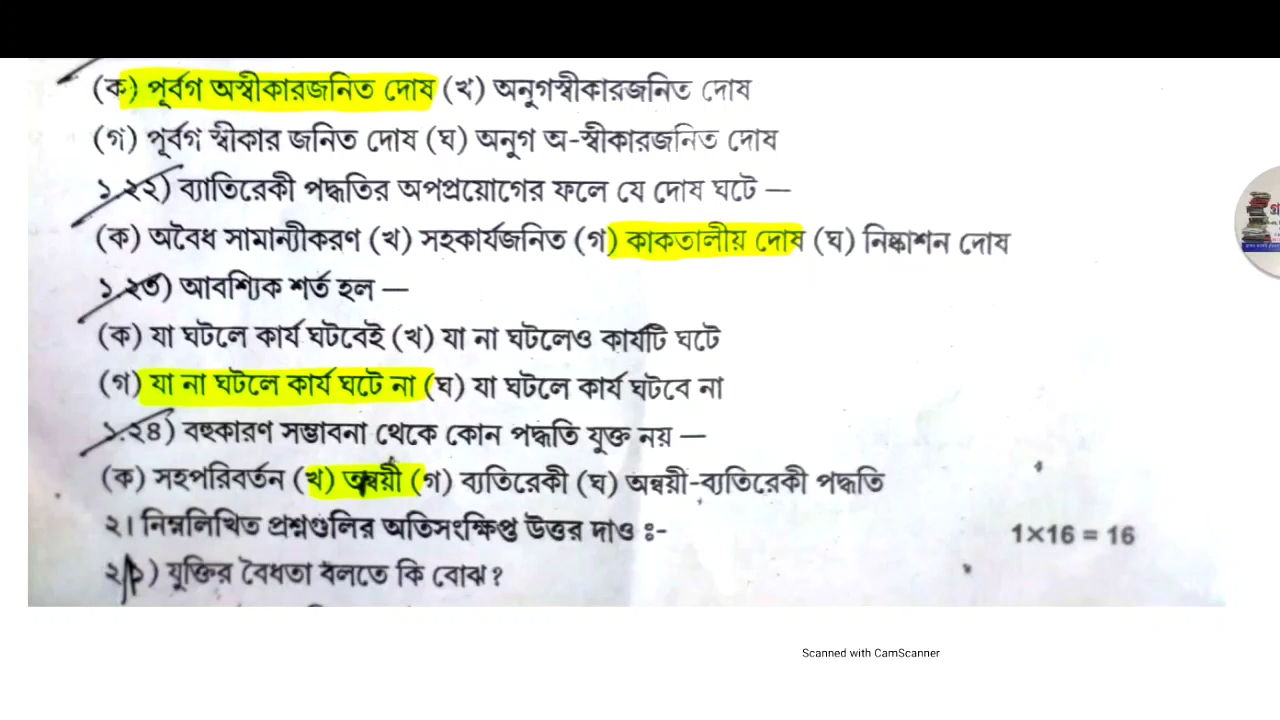 (ক) পূর্বগ অস্বীকারজনিত দোষ (খ) অনুগস্বীকারজনিত দোষ
(গ) পূর্বগ স্বীকার জনিত দোষ (ঘ) অনুগ অ-স্বীকারজনিত দোষ
১.২২) ব্যাতিরেকী পদ্ধতির অপপ্রয়োগের ফলে যে দোষ ঘটে —
(ক) অবৈধ সামান্যীকরণ (খ) সহকার্যজনিত (গ) কাকতালীয় দোষ (ঘ) নিষ্কাশন দোষ
১.২৩) আবশ্যিক শর্ত হল —
(ক) যা ঘটলে কার্য ঘটবেই (খ) যা না ঘটলেও কার্যটি ঘটে
(গ) যা না ঘটলে কার্য ঘটে না (ঘ) যা ঘটলে কার্য ঘটবে না
১.২৪) বহুকারণ সম্ভাবনা থেকে কোন পদ্ধতি যুক্ত নয় —
(ক) সহপরিবর্তন (খ) অন্বয়ী (গ) ব্যতিরেকী (ঘ) অন্বয়ী-ব্যতিরেকী পদ্ধতি
২। নিম্নলিখিত প্রশ্নগুলির অতিসংক্ষিপ্ত উত্তর দাও ঃ- 1×16 = 16
যুক্তির বৈধতা বলতে কি বোঝ?
Scanned with CamScanner